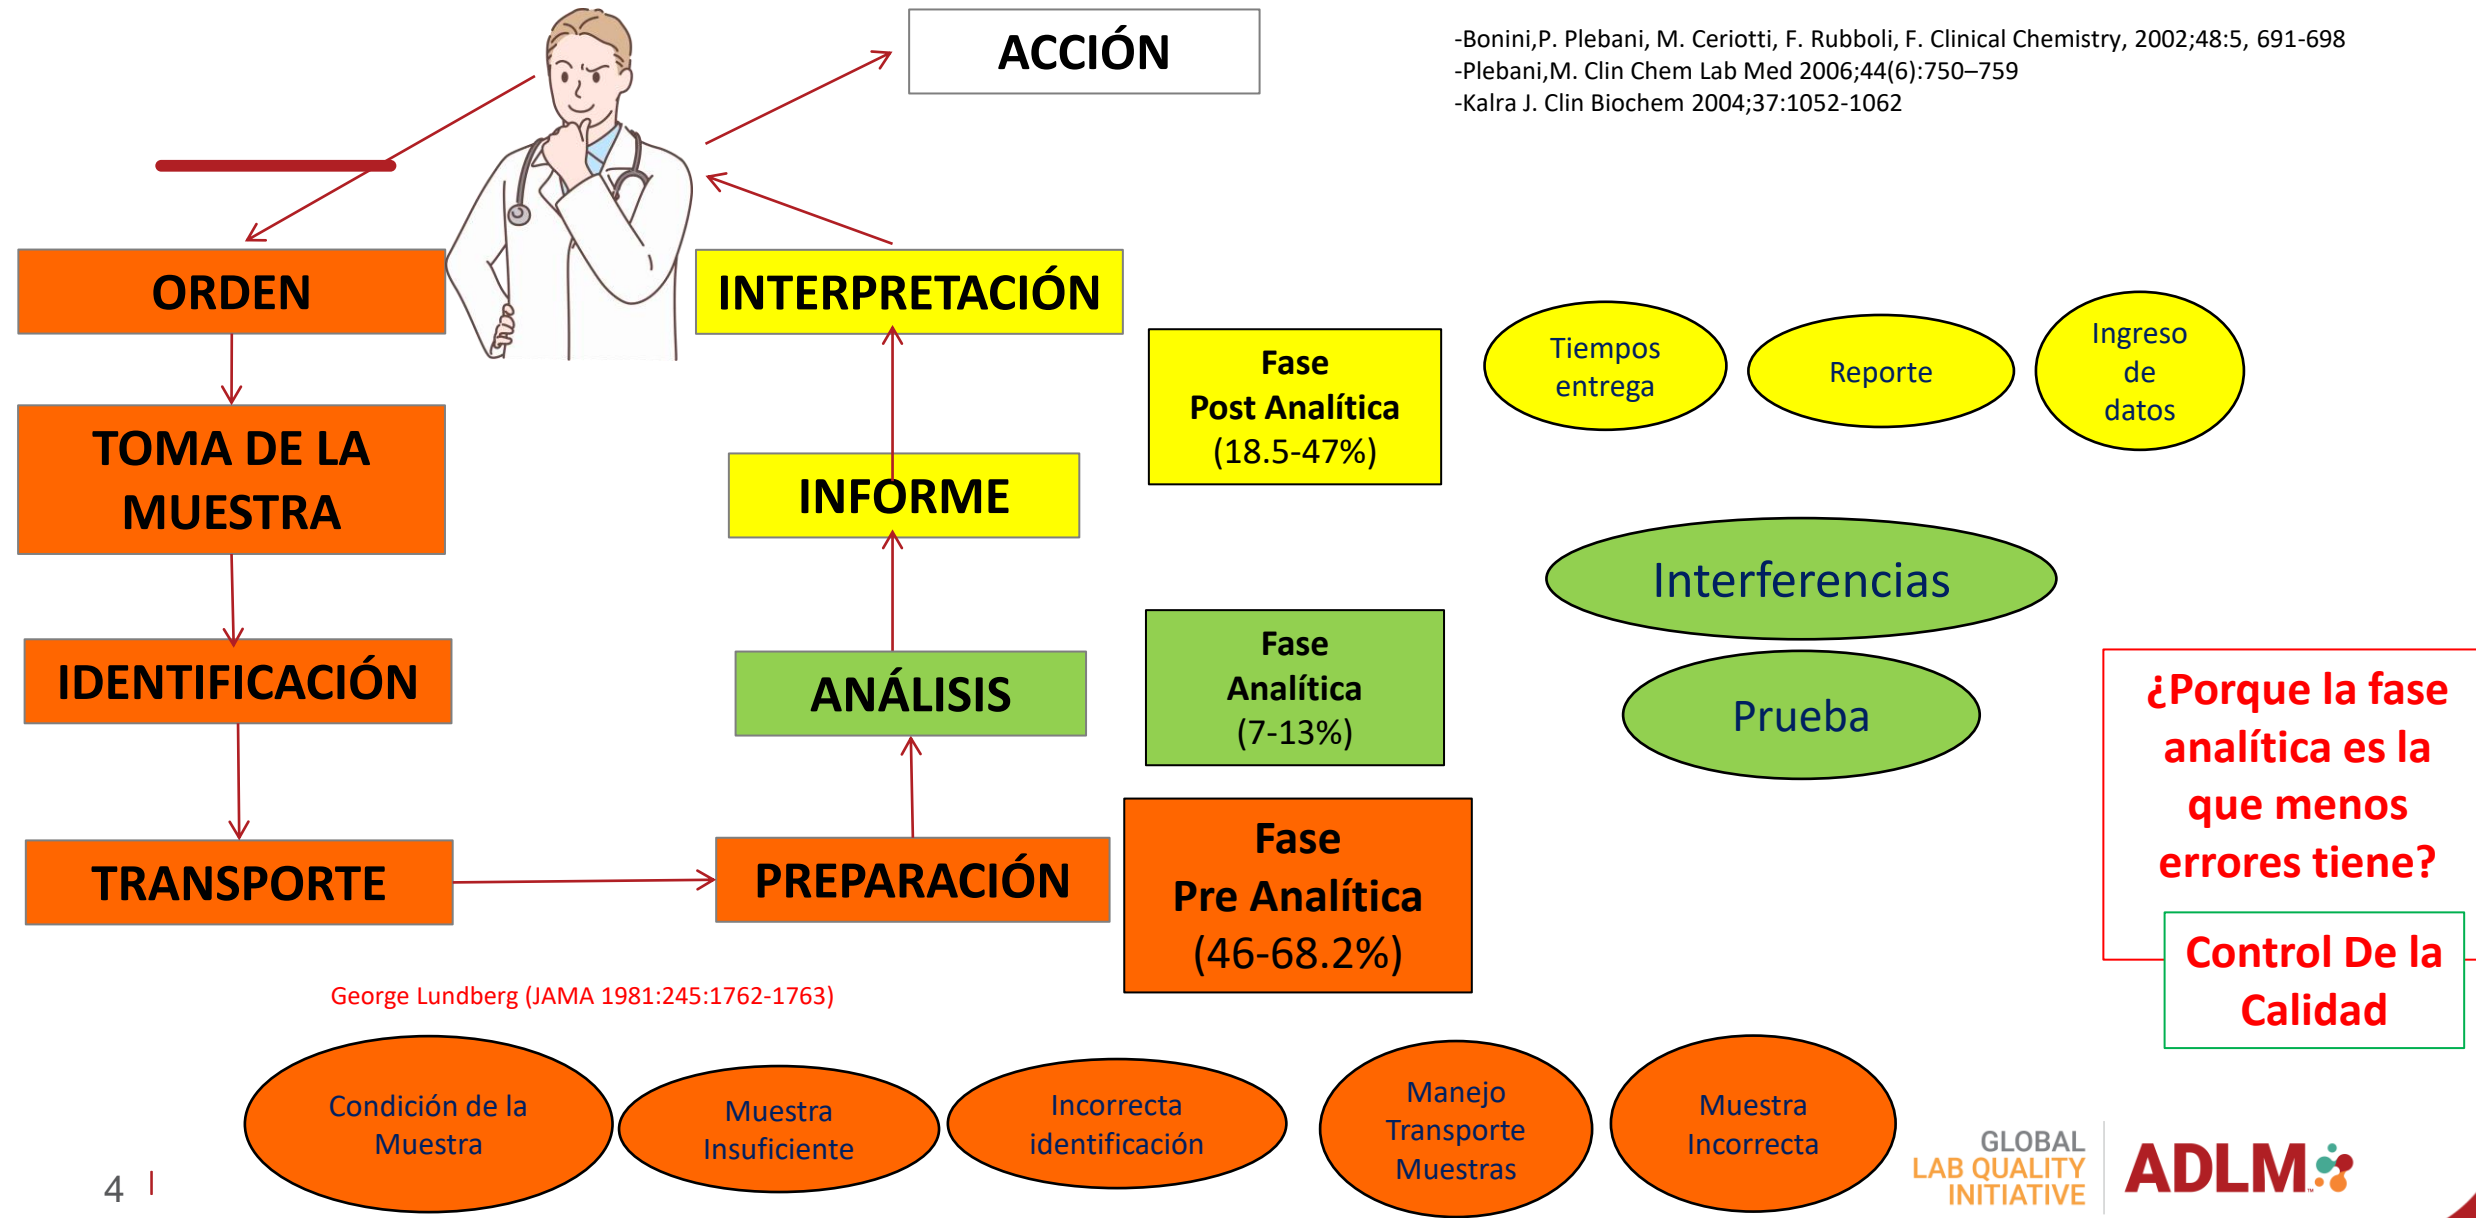 ACCIÓN
-Bonini,P. Plebani, M. Ceriotti, F. Rubboli, F. Clinical Chemistry, 2002;48:5, 691-698
-Plebani,M. Clin Chem Lab Med 2006;44(6):750–759
-Kalra J. Clin Biochem 2004;37:1052-1062
ORDEN
TOMA DE LA
MUESTRA
IDENTIFICACIÓN
TRANSPORTE
PREPARACIÓN
ANÁLISIS
INFORME
INTERPRETACIÓN
Fase
Post Analítica
(18.5-47%)
Tiempos
entrega
Reporte
Ingreso
de
datos
Fase
Analítica
(7-13%)
Interferencias
Prueba
Fase
Pre Analítica
(46-68.2%)
¿Porque la fase
analítica es la
que menos
errores tiene?
Control De la
Calidad
George Lundberg (JAMA 1981:245:1762-1763)
Condición de la
Muestra
Muestra
Insuficiente
Incorrecta
identificación
Manejo
Transporte
Muestras
Muestra
Incorrecta
4
GLOBAL
LAB QUALITY
INITIATIVE
ADLM